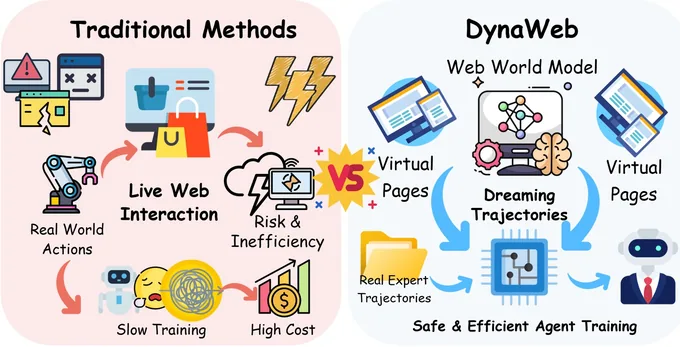 Traditional Methods
Live Web
Interaction
Real World
Actions
Risk &
Inefficiency
Slow Training
High Cost
VS
DynaWeb
Web World Model
Virtual
Pages
Dreaming
Trajectories
Virtual
Pages
Real Expert
Trajectories
Safe & Efficient Agent Training